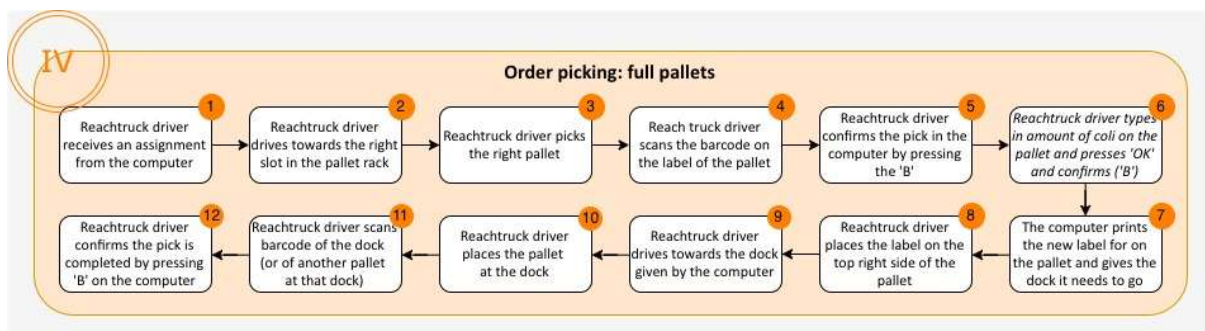 IV
Order picking: full pallets
1
Reachtruck driver
receives an assignment
from the computer
2
Reachtruck driver
drives towards the right
slot in the pallet rack
3
Reachtruck driver picks
the right pallet
4
Reach truck driver
scans the barcode on
the label of the pallet
5
Reachtruck driver
confirms the pick in the
computer by pressing
the 'B'
6
Reachtruck driver types
in amount of coli on the
pallet and presses 'OK'
and confirms ('B')
7
The computer prints
the new label for on
the pallet and gives the
dock it needs to go
8
Reachtruck driver
places the label on the
top right side of the
pallet
9
Reachtruck driver
drives towards the dock
given by the computer
10
Reachtruck driver
places the pallet
at the dock
11
Reachtruck driver scans
barcode of the dock
(or of another pallet
at that dock)
12
Reachtruck driver
confirms the pick is
completed by pressing
'B' on the computer